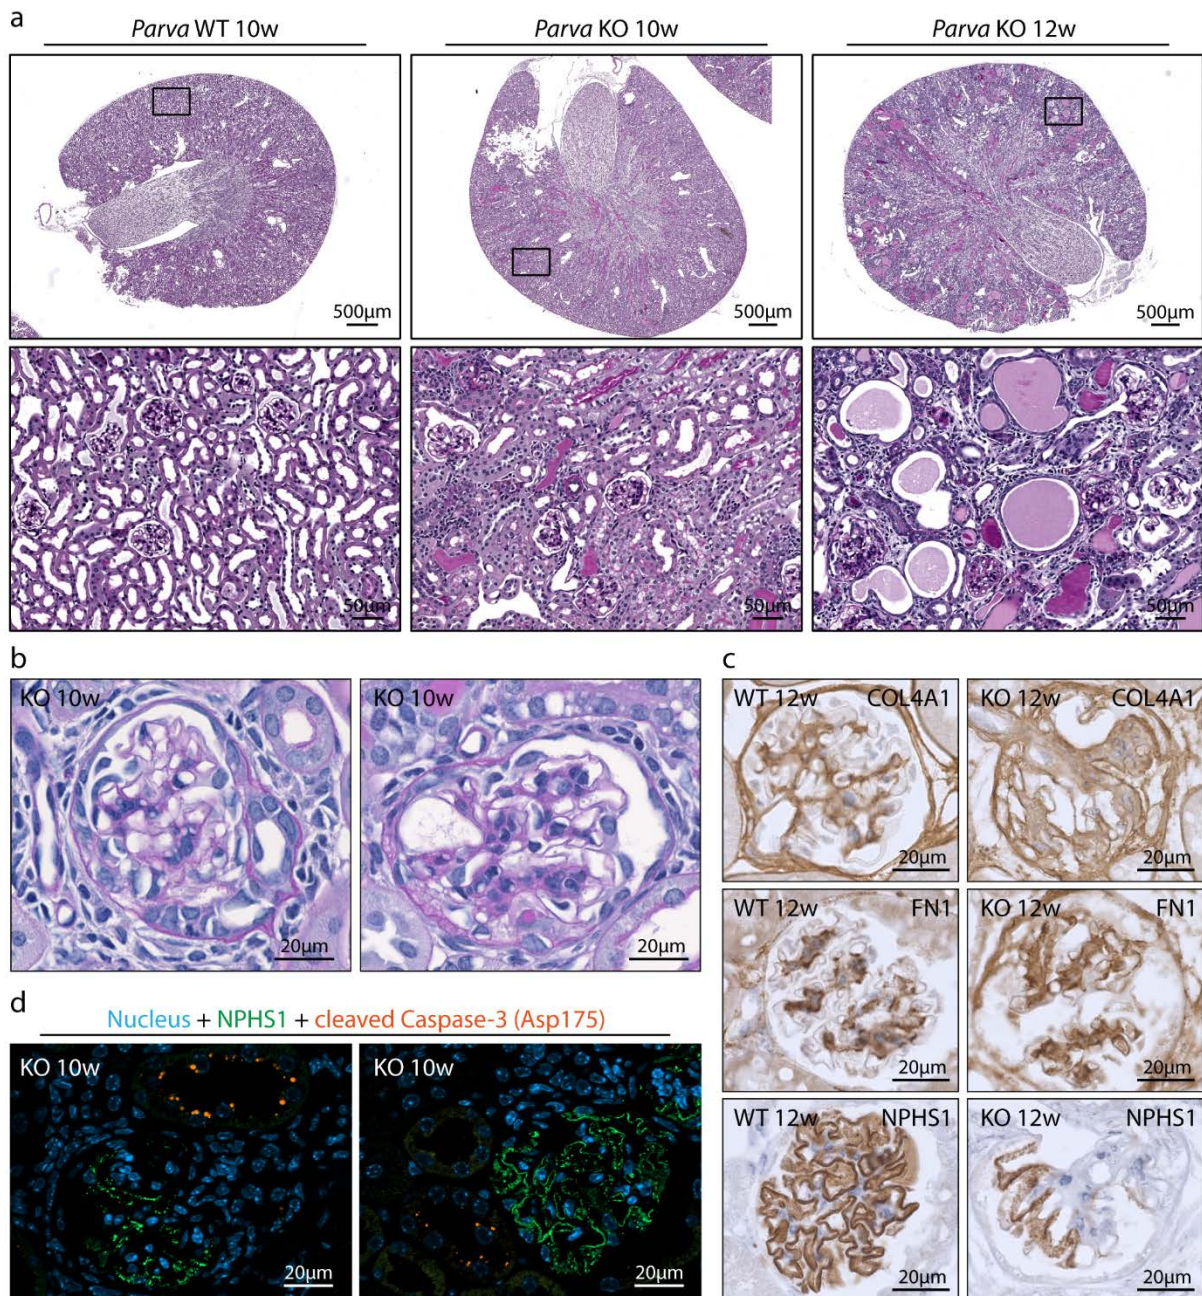 a
Parva WT 10w
Parva KO 10w
Parva KO 12w
500µm
500µm
500µm
50µm
50µm
50µm
b
KO 10w
KO 10w
20µm
20µm
c
WT 12w COL4A1
KO 12w COL4A1
20µm
20µm
WT 12w FN1
KO 12w FN1
20µm
20µm
WT 12w NPHS1
KO 12w NPHS1
20µm
20µm
d
Nucleus + NPHS1 + cleaved Caspase-3 (Asp175)
KO 10w
KO 10w
20µm
20µm